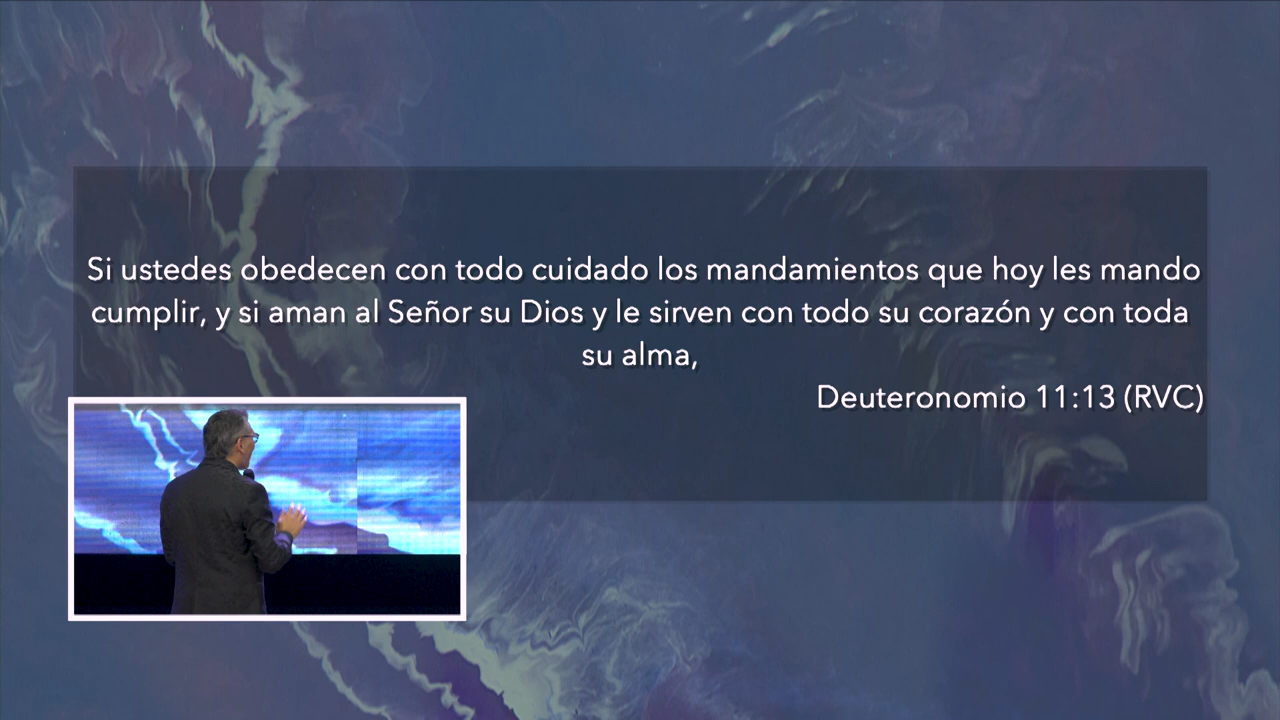 Si ustedes obedecen con todo cuidado los mandamientos que hoy les mando
cumplir, y si aman al Señor su Dios y le sirven con todo su corazón y con toda
su alma,
Deuteronomio 11:13 (RVC)